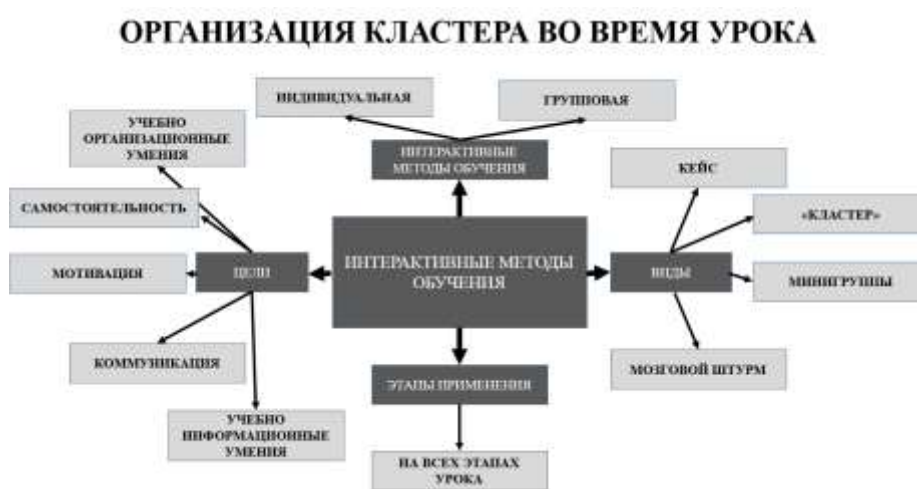 ОРГАНИЗАЦИЯ КЛАСТЕРА ВО ВРЕМЯ УРОКА
ИНДИВИДУАЛЬНАЯ
ГРУППОВАЯ
УЧЕБНО
ОРГАНИЗАЦИОННЫЕ
УМЕНИЯ
ИНТЕРАКТИВНЫЕ
МЕТОДЫ ОБУЧЕНИЯ
КЕЙС
САМОСТОЯТЕЛЬНОСТЬ
«КЛАСТЕР»
МОТИВАЦИЯ
ЦЕЛИ
ИНТЕРАКТИВНЫЕ МЕТОДЫ
ОБУЧЕНИЯ
ВИДЫ
МИНИГРУППЫ
КОММУНИКАЦИЯ
ЭТАПЫ ПРИМЕНЕНИЯ
МОЗГОВОЙ ШТУРМ
УЧЕБНО
ИНФОРМАЦИОННЫЕ
УМЕНИЯ
НА ВСЕХ ЭТАПАХ
УРОКА